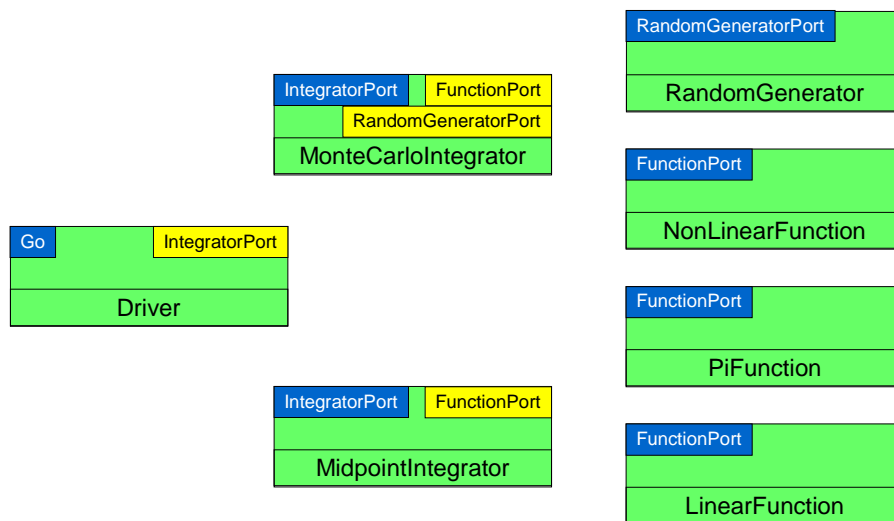 RandomGeneratorPort
RandomGenerator
IntegratorPort FunctionPort
RandomGeneratorPort
MonteCarloIntegrator
FunctionPort
NonLinearFunction
Go IntegratorPort
Driver
FunctionPort
PiFunction
IntegratorPort FunctionPort
MidpointIntegrator
FunctionPort
LinearFunction